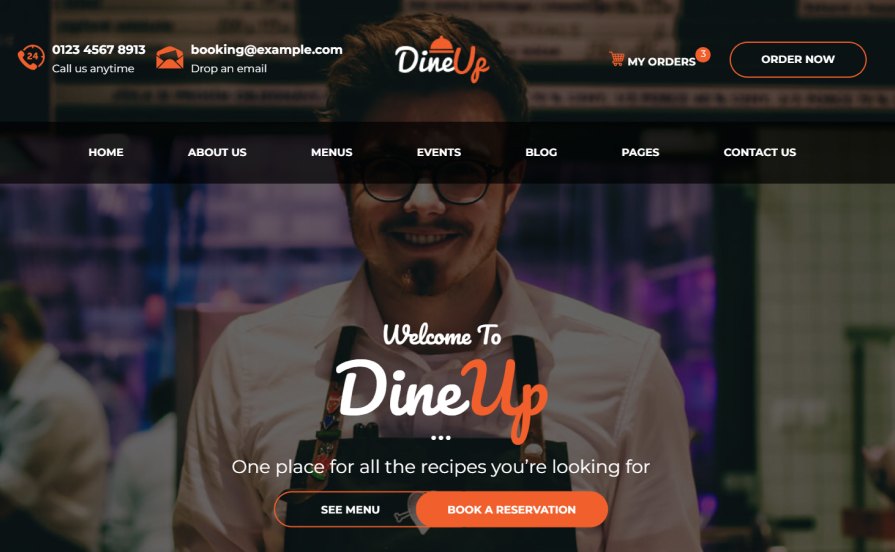 0123 4567 8913
Call us anytime
booking@example.com
Drop an email
24
DineUp
MY ORDERS 3
ORDER NOW
HOME ABOUT US MENUS EVENTS BLOG PAGES CONTACT US
Welcome To
DineUp
One place for all the recipes you're looking for
SEE MENU BOOK A RESERVATION